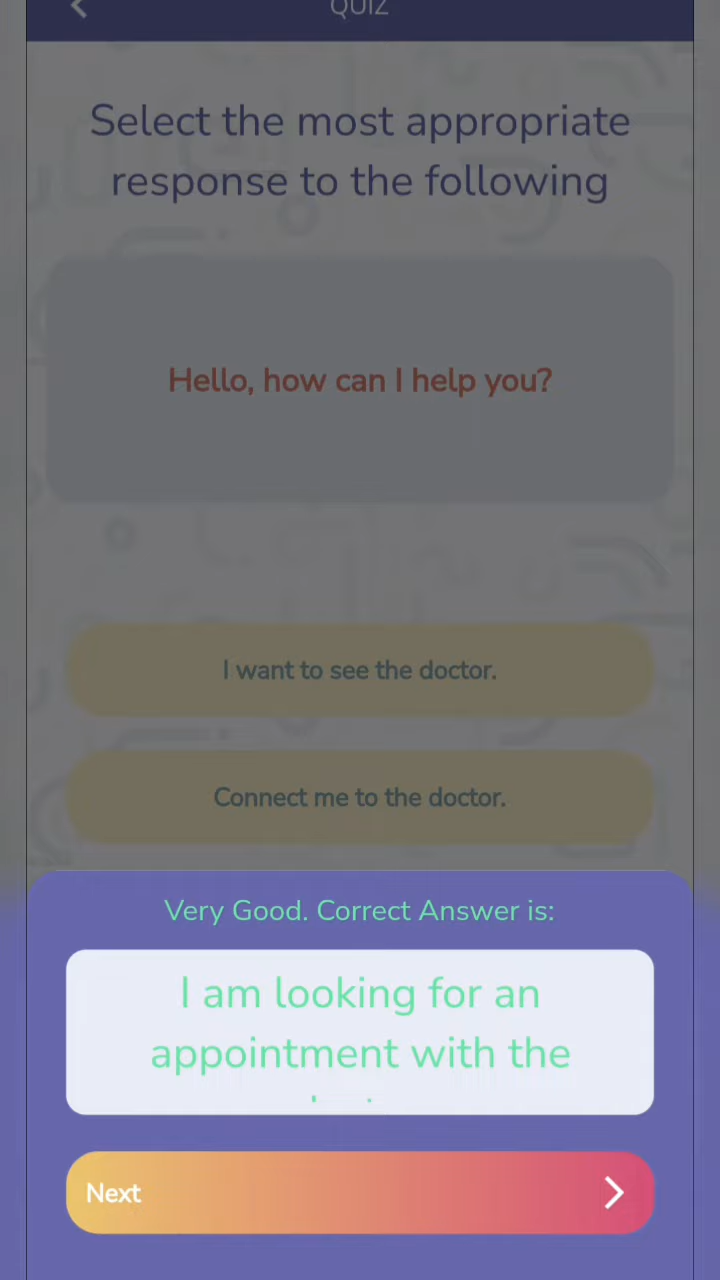 QUIZ
Select the most appropriate
response to the following
Hello, how can I help you?
I want to see the doctor.
Connect me to the doctor.
Very Good. Correct Answer is:
I am looking for an
appointment with the
Next